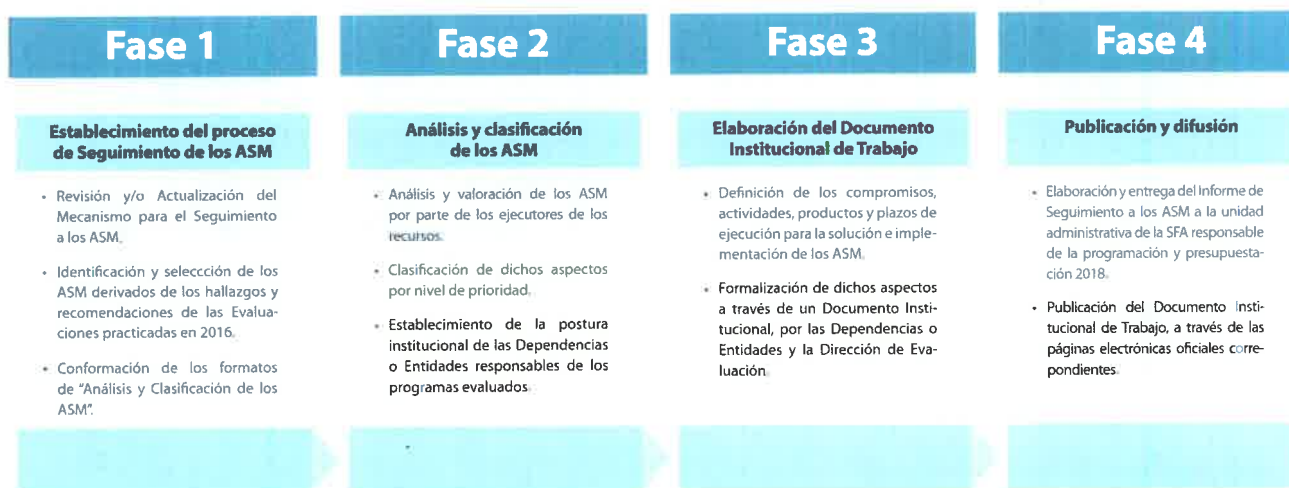 Fase 1
Establecimiento del proceso
de Seguimiento de los ASM
• Revisión y/o Actualización del
Mecanismo para el Seguimiento
a los ASM.
• Identificación y seleccción de los
ASM derivados de los hallazgos y
recomendaciones de las Evalua-
ciones practicadas en 2016.
• Conformación de los formatos
de "Análisis y Clasificación de los
ASM".
Fase 2
Análisis y clasificación
de los ASM
• Análisis y valoración de los ASM
por parte de los ejecutores de los
recursos.
• Clasificación de dichos aspectos
por nivel de prioridad.
• Establecimiento de la postura
institucional de las Dependencias
o Entidades responsables de los
programas evaluados.
Fase 3
Elaboración del Documento
Institucional de Trabajo
• Definición de los compromisos,
actividades, productos y plazos de
ejecución para la solución e imple-
mentación de los ASM.
• Formalización de dichos aspectos
a través de un Documento Insti-
tucional, por las Dependencias o
Entidades y la Dirección de Eva-
luación.
Fase 4
Publicación y difusión
• Elaboración y entrega del Informe de
Seguimiento a los ASM a la unidad
administrativa de la SFA responsable
de la programación y presupuesta-
ción 2018.
• Publicación del Documento Insti-
tucional de Trabajo, a través de las
páginas electrónicas oficiales corre-
pondientes.